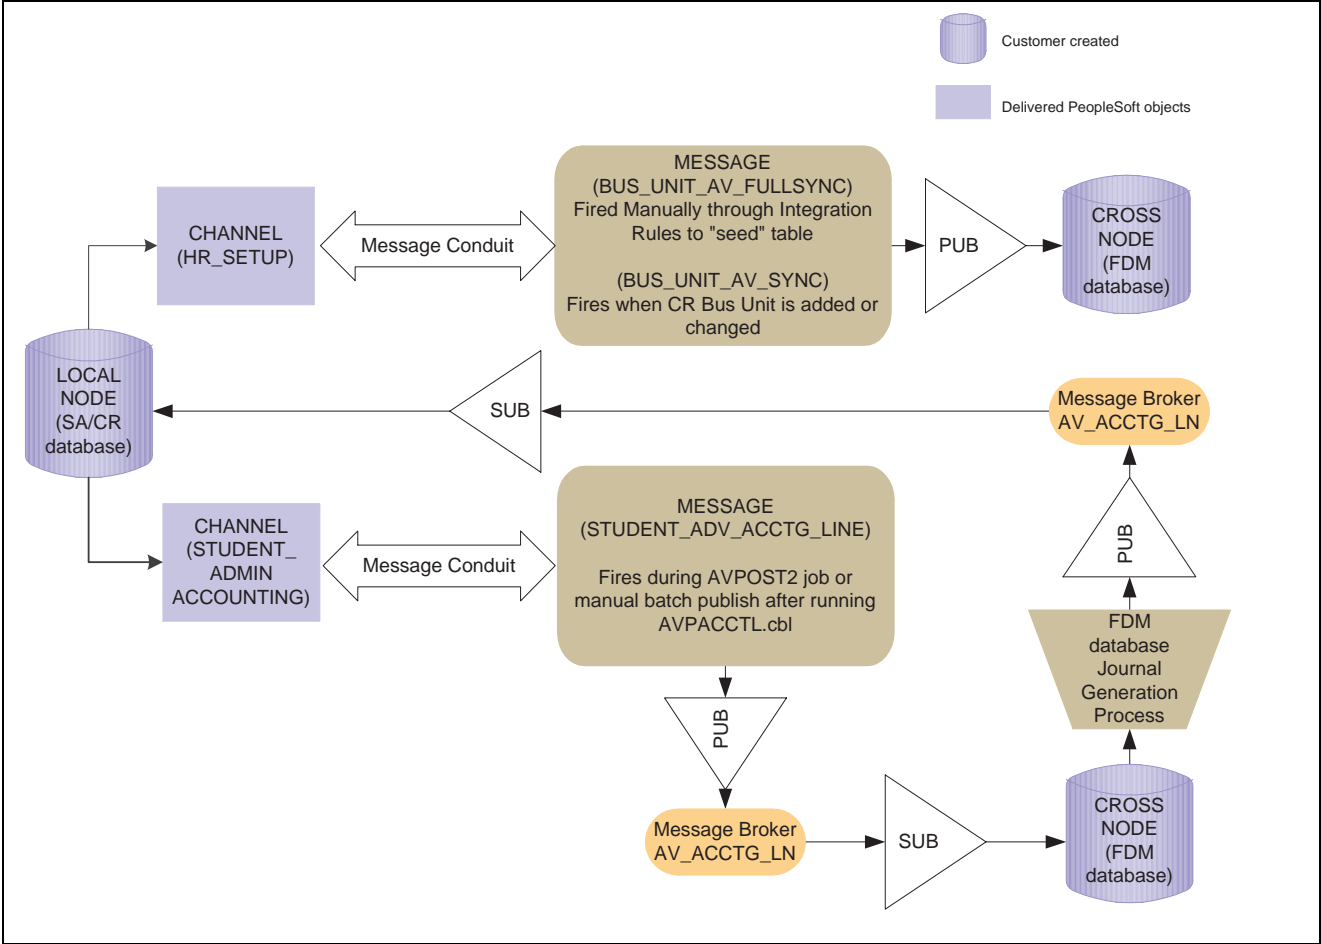 Customer created
Delivered PeopleSoft objects
MESSAGE
(BUS_UNIT_AV_FULLSYNC)
Fired Manually through Integration
Rules to "seed" table
(BUS_UNIT_AV_SYNC)
Fires when CR Bus Unit is added or
changed
CHANNEL
(HR_SETUP)
Message Conduit
PUB
CROSS
NODE
(FDM
database)
LOCAL
NODE
(SA/CR
database)
SUB
Message Broker
AV_ACCTG_LN
CHANNEL
(STUDENT_
ADMIN
ACCOUNTING)
Message Conduit
MESSAGE
(STUDENT_ADV_ACCTG_LINE)
Fires during AVPOST2 job or
manual batch publish after running
AVPACCTL.cbl
PUB
FDM
database
Journal
Generation
Process
PUB
Message Broker
AV_ACCTG_LN
SUB
CROSS
NODE
(FDM
database)